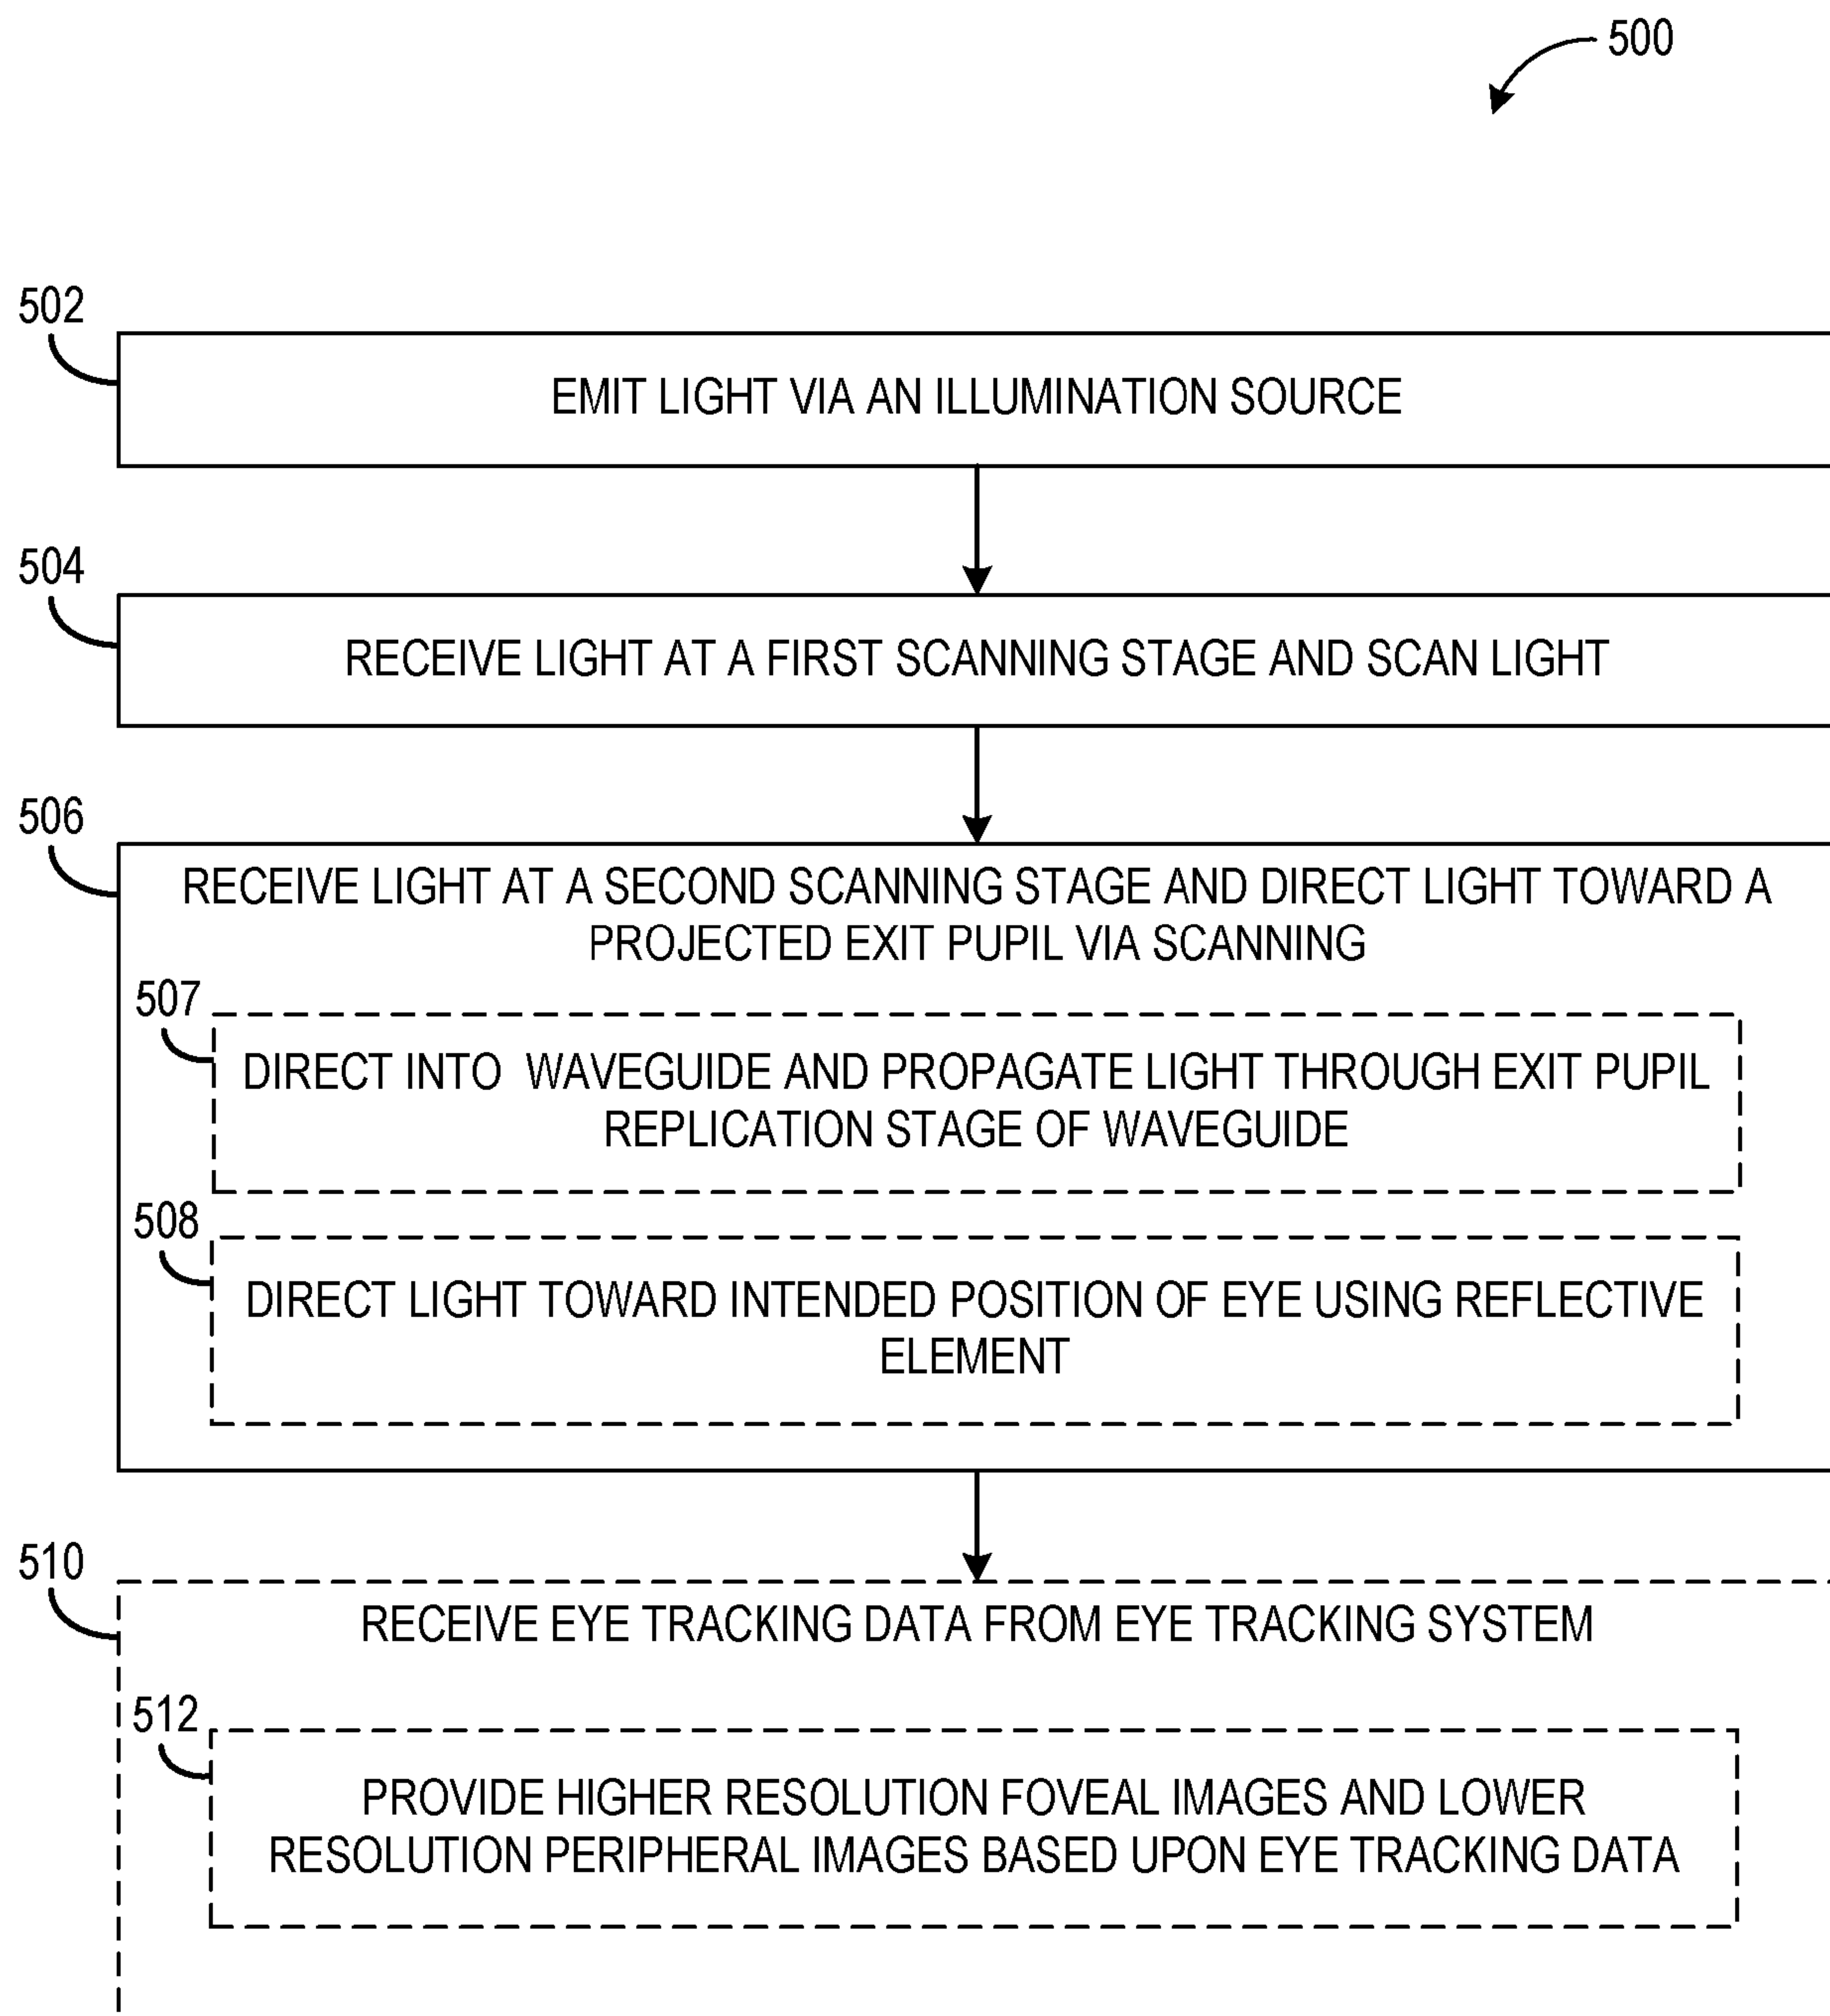 500
502
EMIT LIGHT VIA AN ILLUMINATION SOURCE
504
RECEIVE LIGHT AT A FIRST SCANNING STAGE AND SCAN LIGHT
506
RECEIVE LIGHT AT A SECOND SCANNING STAGE AND DIRECT LIGHT TOWARD A
PROJECTED EXIT PUPIL VIA SCANNING
507
DIRECT INTO WAVEGUIDE AND PROPAGATE LIGHT THROUGH EXIT PUPIL
REPLICATION STAGE OF WAVEGUIDE
508
DIRECT LIGHT TOWARD INTENDED POSITION OF EYE USING REFLECTIVE
ELEMENT
510
RECEIVE EYE TRACKING DATA FROM EYE TRACKING SYSTEM
512
PROVIDE HIGHER RESOLUTION FOVEAL IMAGES AND LOWER
RESOLUTION PERIPHERAL IMAGES BASED UPON EYE TRACKING DATA